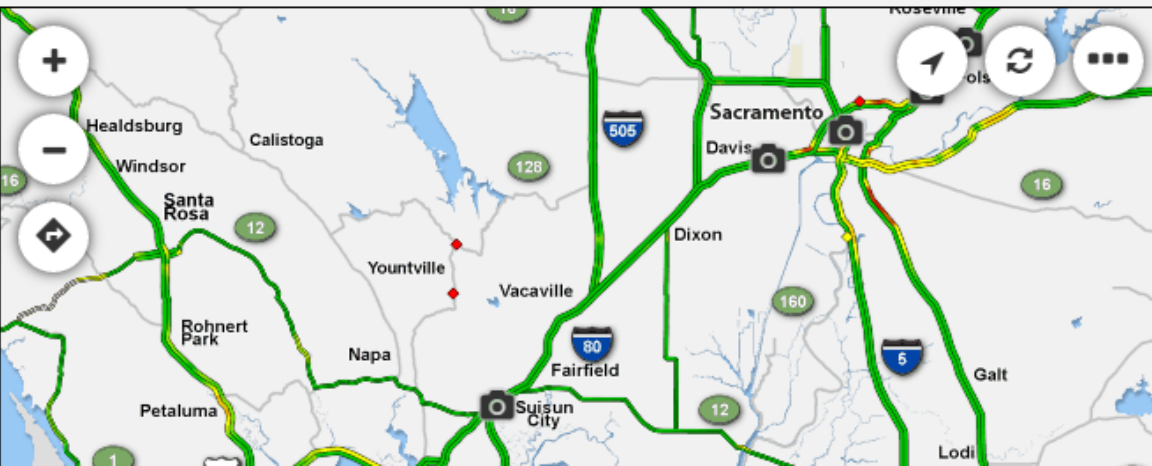 16
Roseville
Healdsburg
Calistoga
505
Sacramento
Windsor
Davis
128
16
16
Santa
Rosa
12
Dixon
Yountville
Vacaville
160
Rohnert
Park
80
5
Napa
Fairfield
Galt
Petaluma
Suisun
City
12
1
Lodi